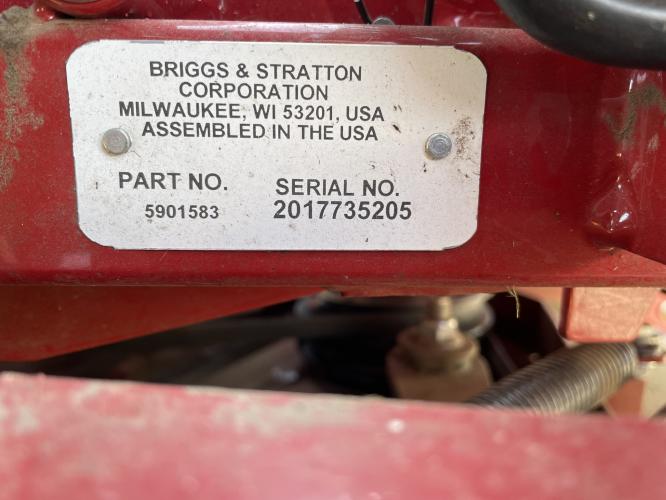 BRIGGS & STRATTON
CORPORATION
MILWAUKEE, WI 53201, USA
ASSEMBLED IN THE USA
PART NO. SERIAL NO.
5901583 2017735205